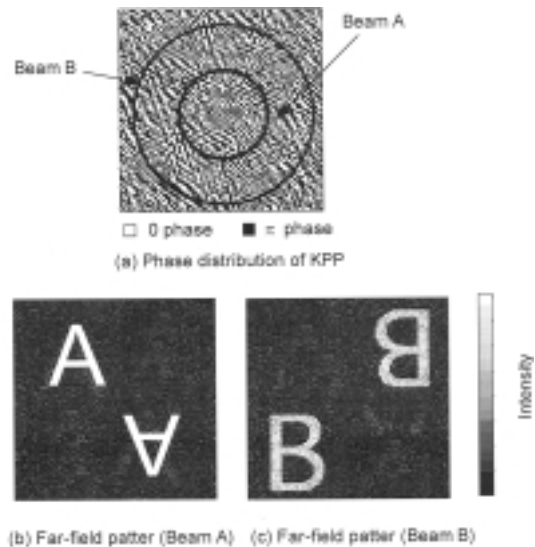 Beam A
Beam B
0 phase π phase
(a) Phase distribution of KPP
A
A
B
B
Intensity
(b) Far-field patter (Beam A) (c) Far-field patter (Beam B)